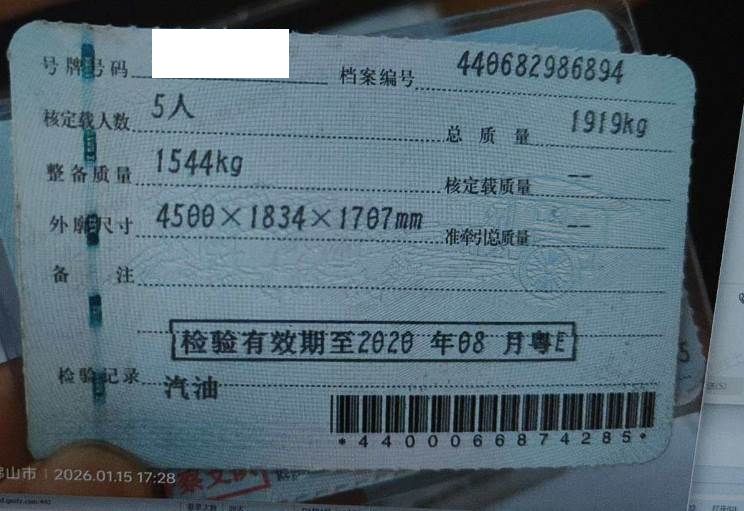 号牌号码
档案编号 440682986894
核定载人数 5人
总质量 1919kg
整备质量 1544kg
核定载质量 --
外廓尺寸 4500×1834×1707mm
准牵引总质量 --
备注
检验有效期至2020 年08 月粤E
检验记录 汽油
*4400066874285*
佛山市 | 2026.01.15 17:28